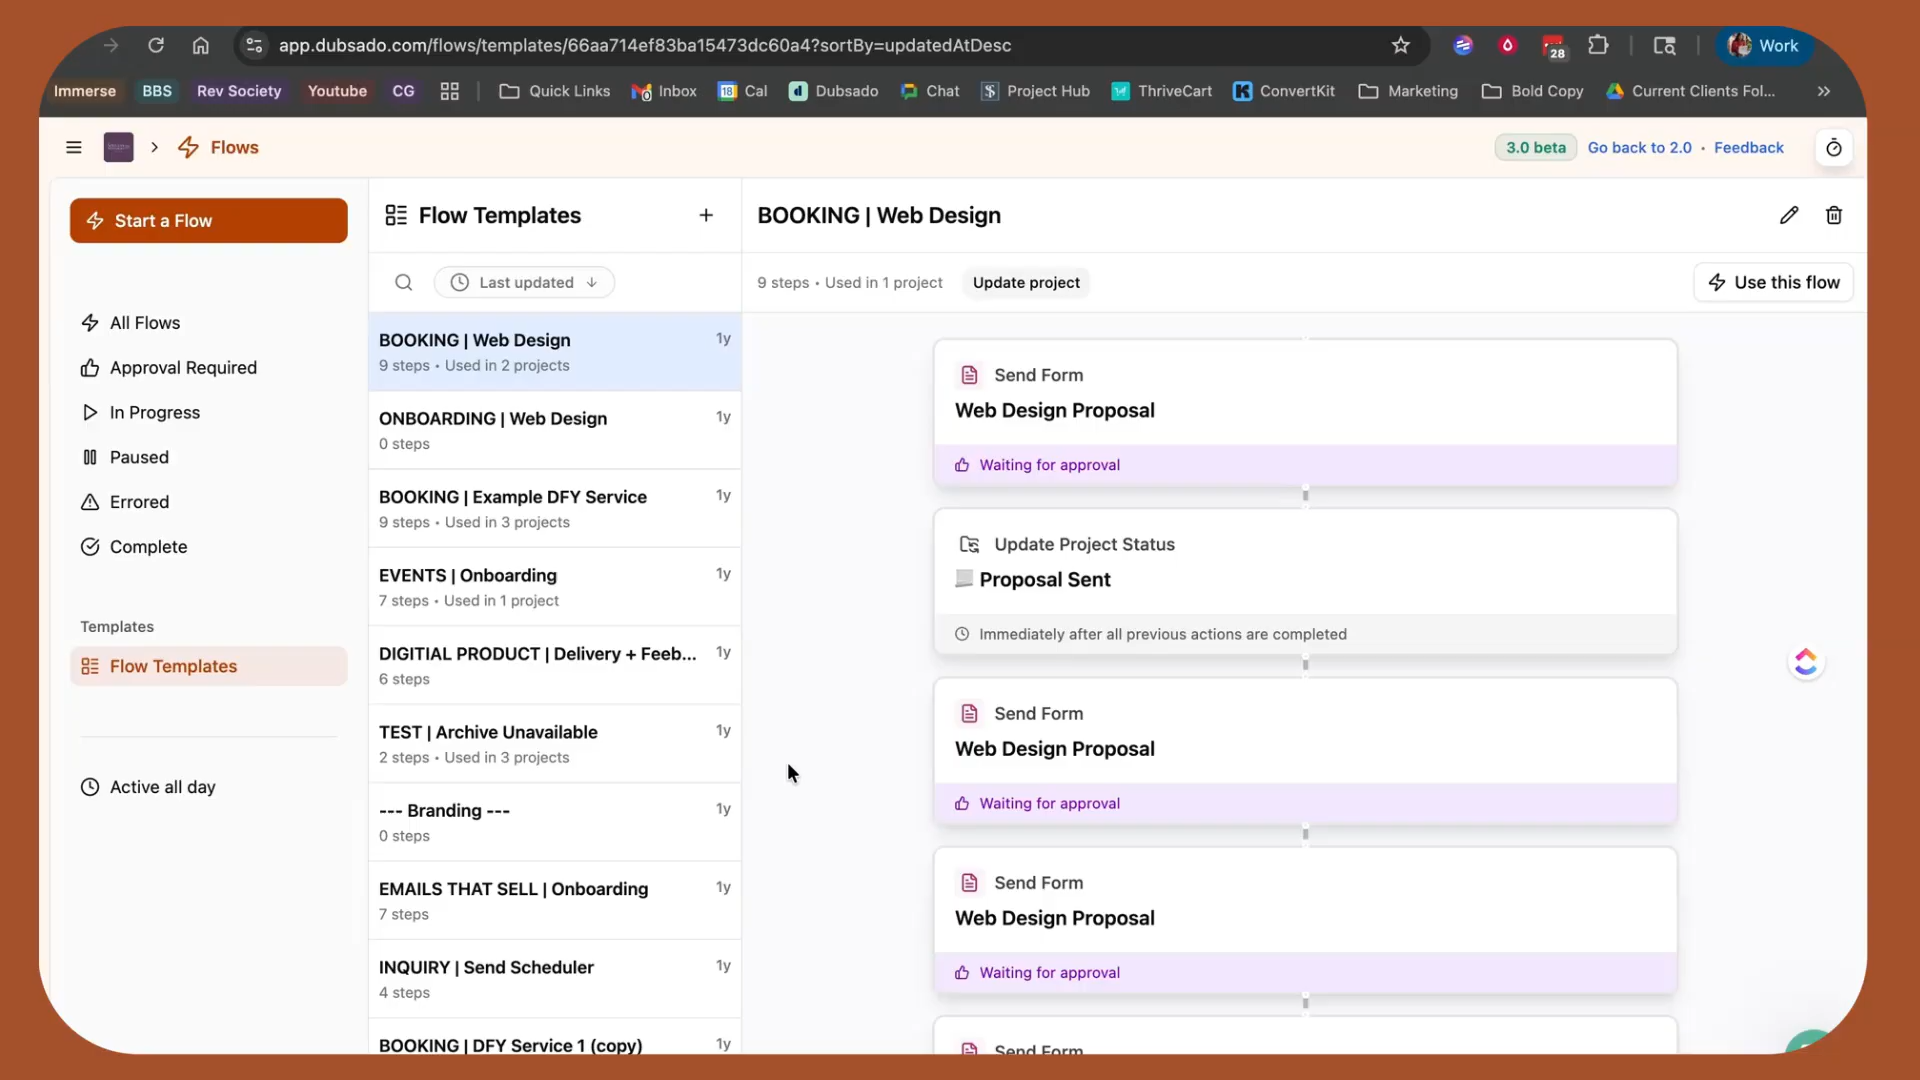 app.dubsado.com/flows/templates/66aa714ef83ba15473dc60a4?sortBy=updatedAtDesc
28
Work
Immerse
BBS
Rev Society
Youtube
CG
Quick Links
Inbox
18
Cal
d
Dubsado
Chat
Project Hub
ThriveCart
ConvertKit
Marketing
Bold Copy
Current Clients Fol...
Flows
3.0 beta
Go back to 2.0 • Feedback
Start a Flow
All Flows
Approval Required
In Progress
Paused
Errored
Complete
Templates
Flow Templates
Active all day
Flow Templates
Last updated
BOOKING | Web Design
1y
9 steps • Used in 2 projects
ONBOARDING | Web Design
1y
0 steps
BOOKING | Example DFY Service
1y
9 steps • Used in 3 projects
EVENTS | Onboarding
1y
7 steps • Used in 1 project
DIGITIAL PRODUCT | Delivery + Feeb...
1y
6 steps
TEST | Archive Unavailable
1y
2 steps • Used in 3 projects
--- Branding ---
1y
0 steps
EMAILS THAT SELL | Onboarding
1y
7 steps
INQUIRY | Send Scheduler
1y
4 steps
BOOKING | DFY Service 1 (copy)
1y
BOOKING | Web Design
9 steps • Used in 1 project
Update project
Use this flow
Send Form
Web Design Proposal
Waiting for approval
Update Project Status
Proposal Sent
Immediately after all previous actions are completed
Send Form
Web Design Proposal
Waiting for approval
Send Form
Web Design Proposal
Waiting for approval
Send Form